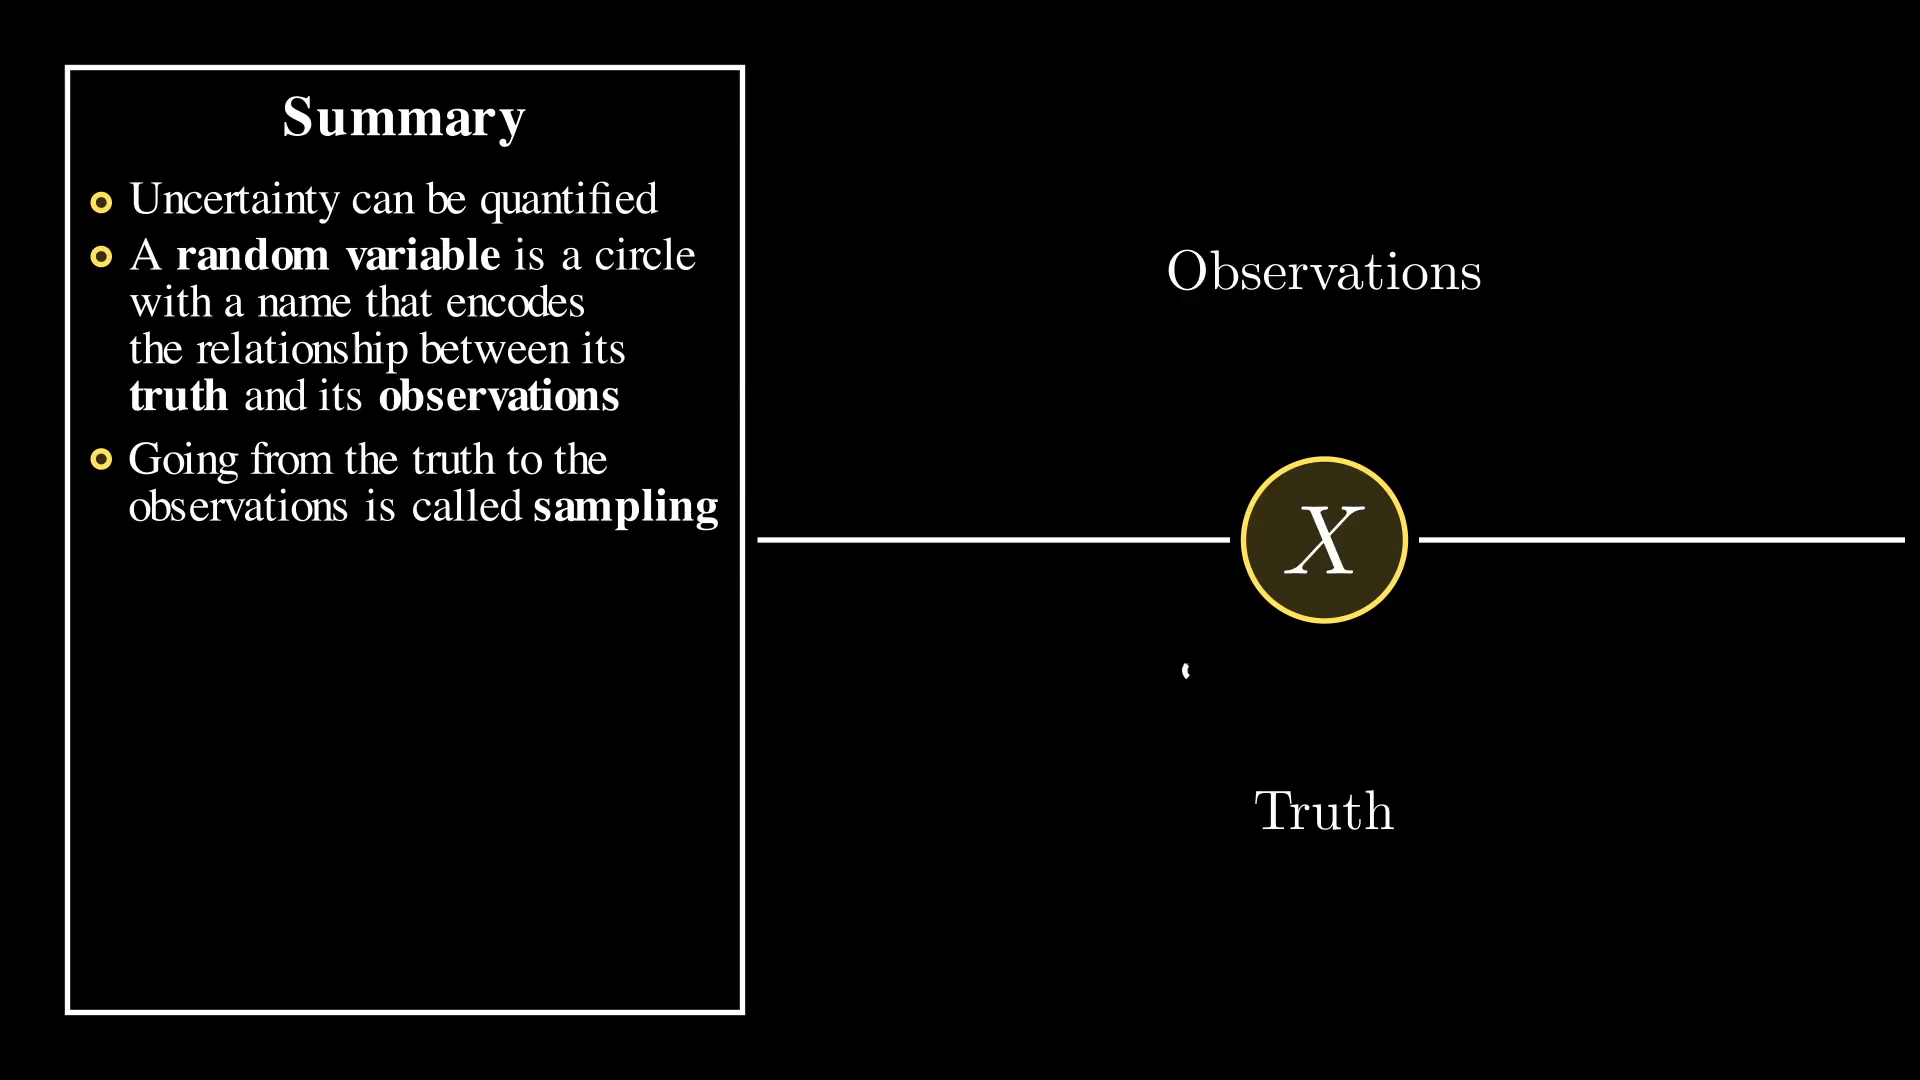 Summary
Uncertainty can be quantified
A random variable is a circle
with a name that encodes
the relationship between its
truth and its observations
Going from the truth to the
observations is called sampling
Observations
X
Truth